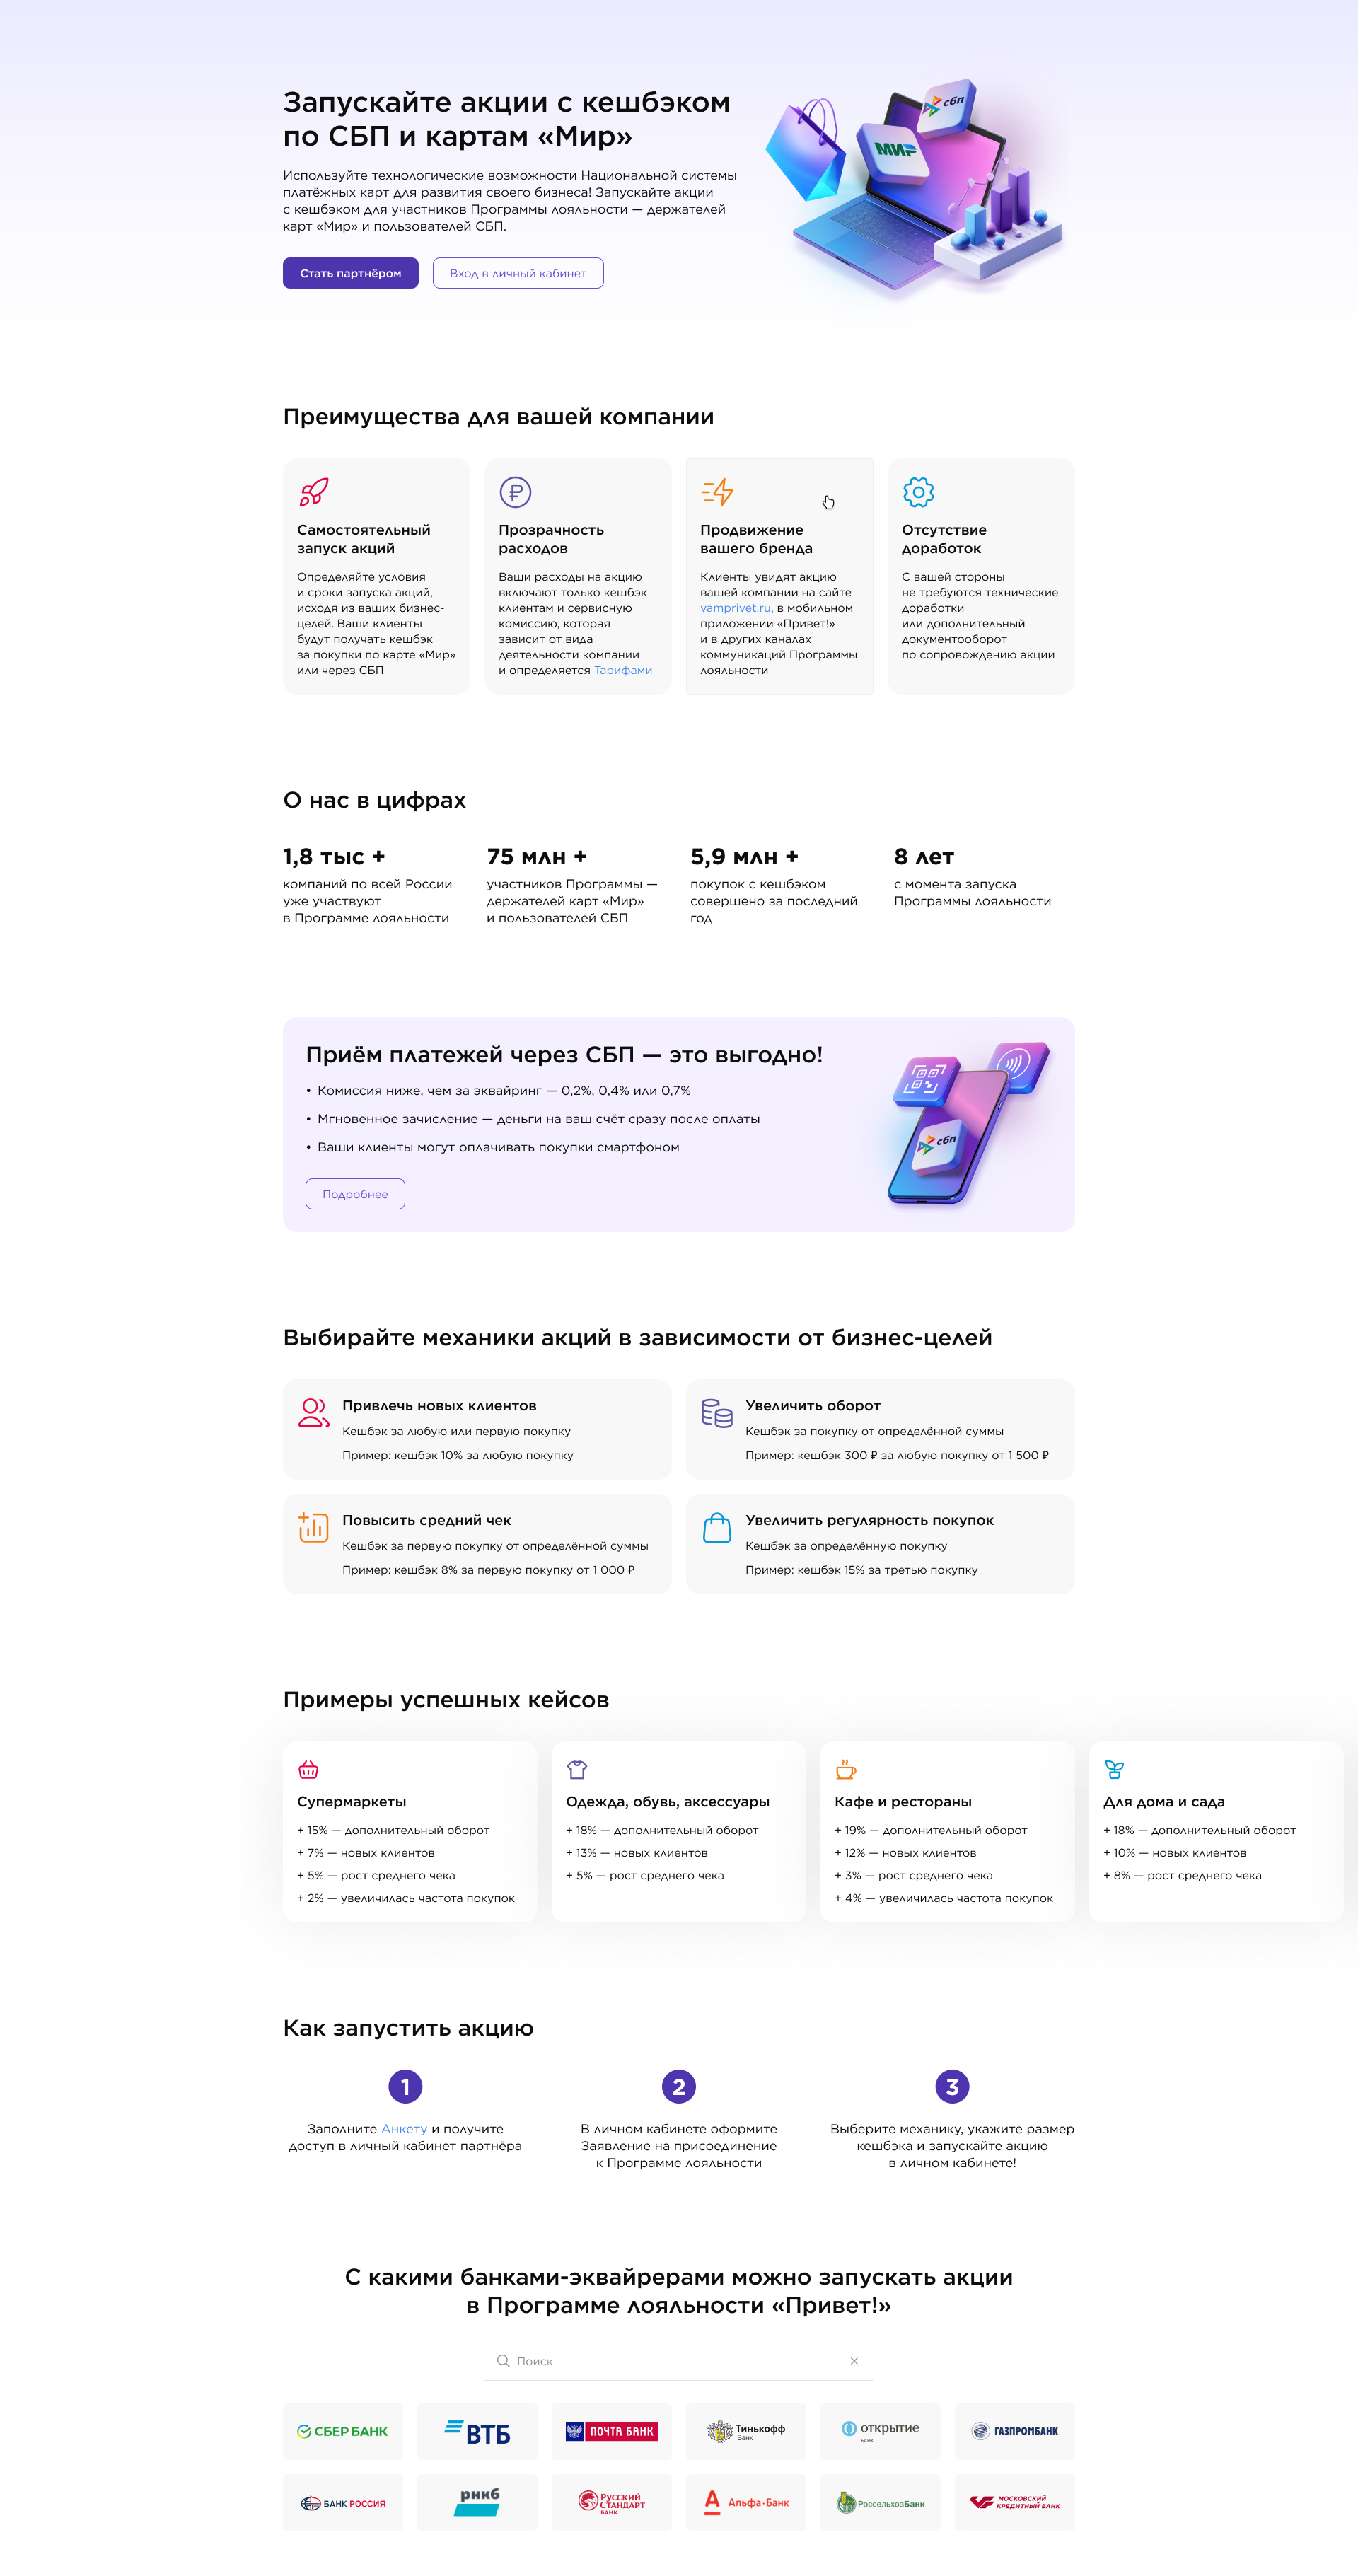 Запускайте акции с кешбэком
по СБП и картам «Мир»
Используйте технологические возможности Национальной системы
платёжных карт для развития своего бизнеса! Запускайте акции
с кешбэком для участников Программы лояльности — держателей
карт «Мир» и пользователей СБП.
Стать партнёром
Вход в личный кабинет
сбп
МИР
Преимущества для вашей компании
Самостоятельный
запуск акций
Определяйте условия
и сроки запуска акций,
исходя из ваших бизнес-
целей. Ваши клиенты
будут получать кешбэк
за покупки по карте «Мир»
или через СБП
Прозрачность
расходов
Ваши расходы на акцию
включают только кешбэк
клиентам и сервисную
комиссию, которая
зависит от вида
деятельности компании
и определяется Тарифами
Продвижение
вашего бренда
Клиенты увидят акцию
вашей компании на сайте
vamprivet.ru, в мобильном
приложении «Привет!»
и в других каналах
коммуникаций Программы
лояльности
Отсутствие
доработок
С вашей стороны
не требуются технические
доработки
или дополнительный
документооборот
по сопровождению акции
О нас в цифрах
1,8 тыс +
компаний по всей России
уже участвуют
в Программе лояльности
75 млн +
участников Программы —
держателей карт «Мир»
и пользователей СБП
5,9 млн +
покупок с кешбэком
совершено за последний
год
8 лет
с момента запуска
Программы лояльности
Приём платежей через СБП — это выгодно!
• Комиссия ниже, чем за эквайринг — 0,2%, 0,4% или 0,7%
• Мгновенное зачисление — деньги на ваш счёт сразу после оплаты
• Ваши клиенты могут оплачивать покупки смартфоном
Подробнее
сбп
Выбирайте механики акций в зависимости от бизнес-целей
Привлечь новых клиентов
Кешбэк за любую или первую покупку
Пример: кешбэк 10% за любую покупку
Увеличить оборот
Кешбэк за покупку от определённой суммы
Пример: кешбэк 300 ₽ за любую покупку от 1 500 ₽
Повысить средний чек
Кешбэк за первую покупку от определённой суммы
Пример: кешбэк 8% за первую покупку от 1 000 ₽
Увеличить регулярность покупок
Кешбэк за определённую покупку
Пример: кешбэк 15% за третью покупку
Примеры успешных кейсов
Супермаркеты
+ 15% — дополнительный оборот
+ 7% — новых клиентов
+ 5% — рост среднего чека
+ 2% — увеличилась частота покупок
Одежда, обувь, аксессуары
+ 18% — дополнительный оборот
+ 13% — новых клиентов
+ 5% — рост среднего чека
Кафе и рестораны
+ 19% — дополнительный оборот
+ 12% — новых клиентов
+ 3% — рост среднего чека
+ 4% — увеличилась частота покупок
Для дома и сада
+ 18% — дополнительный оборот
+ 10% — новых клиентов
+ 8% — рост среднего чека
Как запустить акцию
1
Заполните Анкету и получите
доступ в личный кабинет партнёра
2
В личном кабинете оформите
Заявление на присоединение
к Программе лояльности
3
Выберите механику, укажите размер
кешбэка и запускайте акцию
в личном кабинете!
С какими банками-эквайрерами можно запускать акции
в Программе лояльности «Привет!»
Поиск
СБЕР БАНК
ВТБ
ПОЧТА БАНК
Тинькофф
Банк
открытие
БАНК
ГАЗПРОМБАНК
БАНК РОССИЯ
рнкб
РУССКИЙ
СТАНДАРТ
БАНК
Альфа·Банк
РоссельхозБанк
МОСКОВСКИЙ
КРЕДИТНЫЙ БАНК